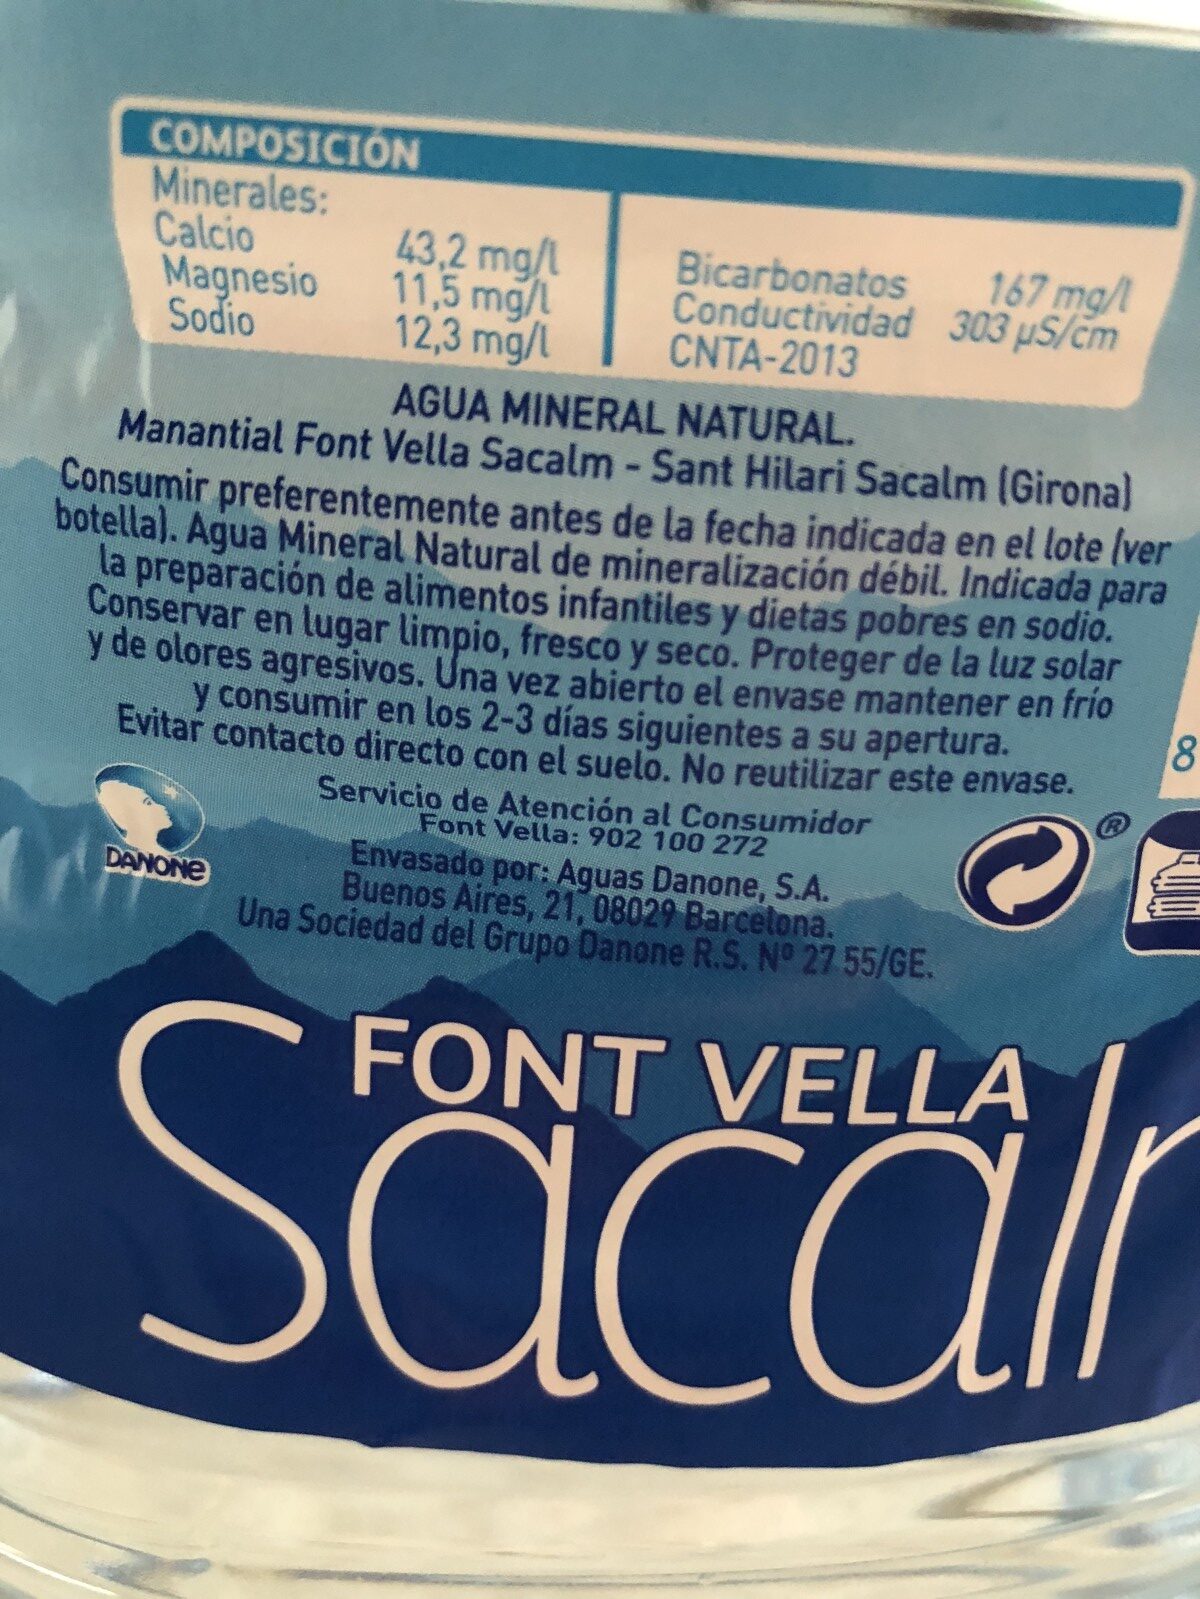 COMPOSICIÓN
Minerales:
Calcio 43,2 mg/l
Magnesio 11,5 mg/l
Sodio 12,3 mg/l
Bicarbonatos 167 mg/l
Conductividad 303 µS/cm
CNTA-2013
AGUA MINERAL NATURAL.
Manantial Font Vella Sacalm - Sant Hilari Sacalm (Girona)
Consumir preferentemente antes de la fecha indicada en el lote (ver
botella). Agua Mineral Natural de mineralización débil. Indicada para
la preparación de alimentos infantiles y dietas pobres en sodio.
Conservar en lugar limpio, fresco y seco. Proteger de la luz solar
y de olores agresivos. Una vez abierto el envase mantener en frío
y consumir en los 2-3 días siguientes a su apertura.
Evitar contacto directo con el suelo. No reutilizar este envase.
8
Servicio de Atención al Consumidor
Font Vella: 902 100 272
Envasado por: Aguas Danone, S.A.
Buenos Aires, 21, 08029 Barcelona.
Una Sociedad del Grupo Danone R.S. Nº 27 55/GE.
DANONE
®
FONT VELLA
Sacal